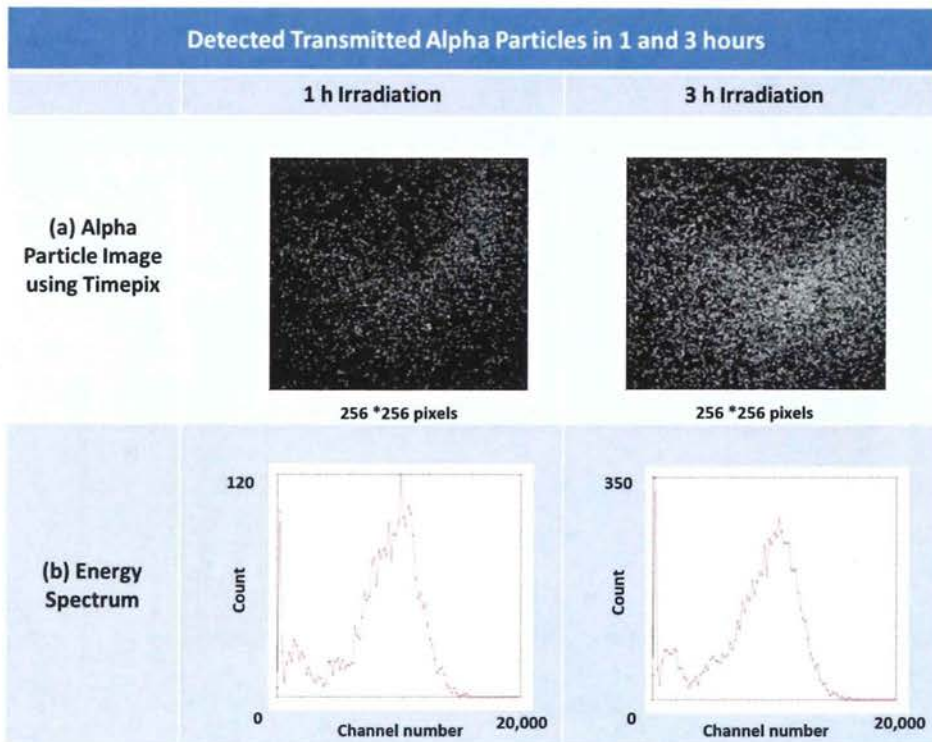 Detected Transmitted Alpha Particles in 1 and 3 hours
1 h Irradiation
3 h Irradiation
(a) Alpha
Particle Image
using Timepix
256 *256 pixels
256 *256 pixels
(b) Energy
Spectrum
120
Count
0
Channel number
20,000
350
Count
0
Channel number
20,000